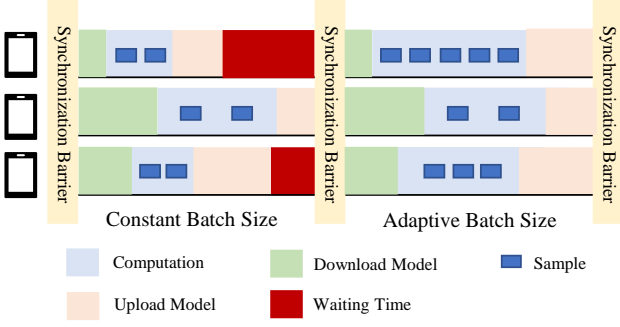 Synchronization Barrier
Synchronization Barrier
Synchronization Barrier
Constant Batch Size
Adaptive Batch Size
Computation
Download Model
Sample
Upload Model
Waiting Time